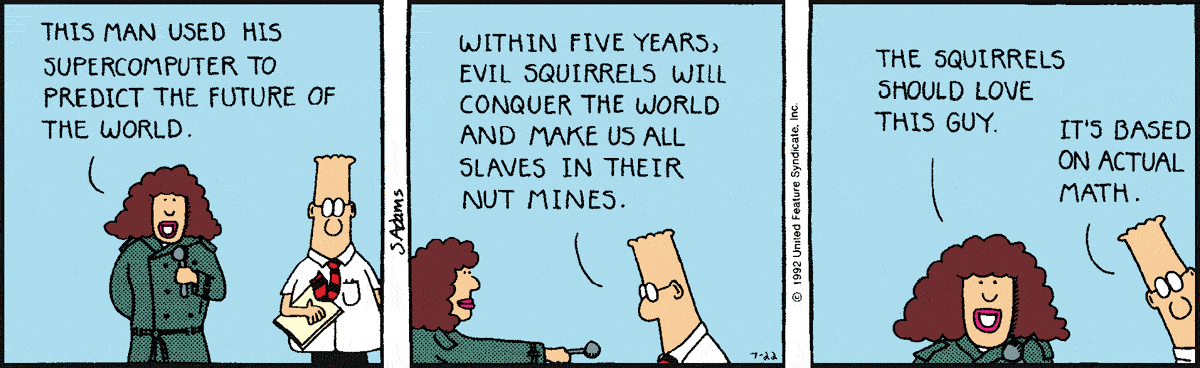 THIS MAN USED HIS
SUPERCOMPUTER TO
PREDICT THE FUTURE OF
THE WORLD.
S Adams
WITHIN FIVE YEARS,
EVIL SQUIRRELS WILL
CONQUER THE WORLD
AND MAKE US ALL
SLAVES IN THEIR
NUT MINES.
7-22
© 1992 United Feature Syndicate, Inc.
THE SQUIRRELS
SHOULD LOVE
THIS GUY.
IT'S BASED
ON ACTUAL
MATH.